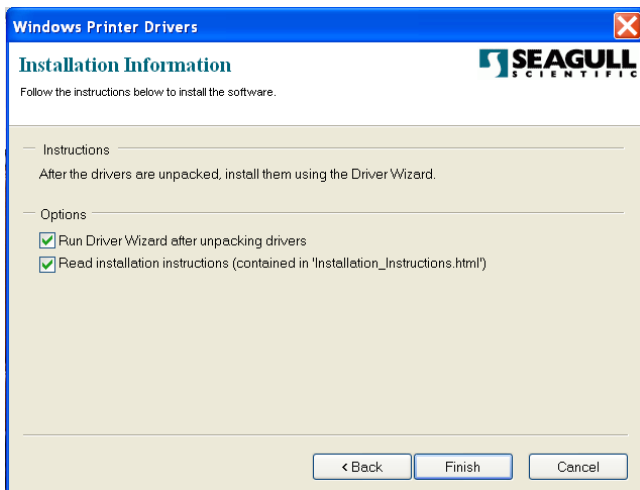 Windows Printer Drivers
Installation Information
SEAGULL
SCIENTIFIC
Follow the instructions below to install the software.
Instructions
After the drivers are unpacked, install them using the Driver Wizard.
Options
Run Driver Wizard after unpacking drivers
Read installation instructions (contained in 'Installation_Instructions.html')
< Back
Finish
Cancel